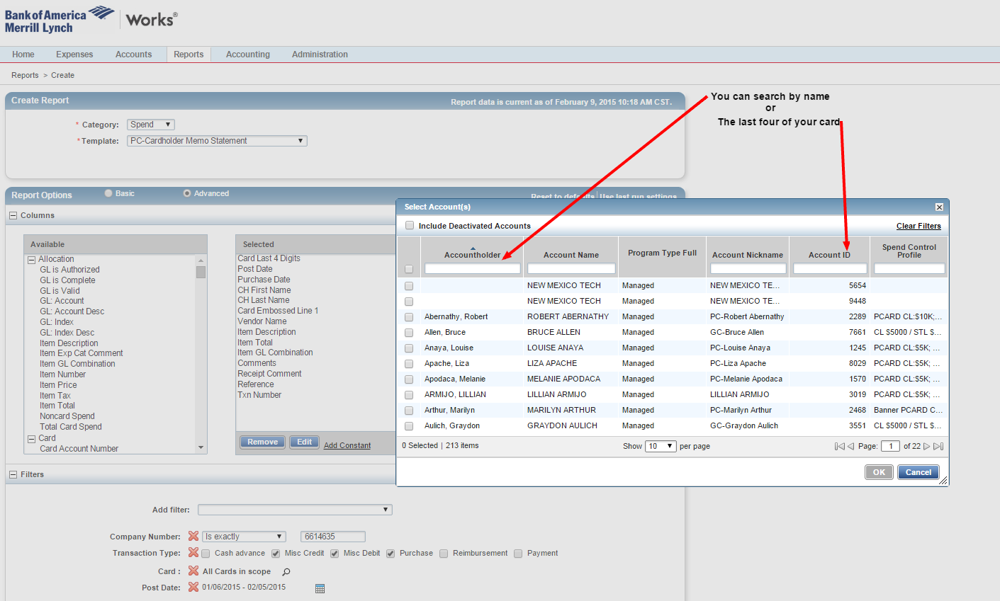 Bank of America
Merrill Lynch
Works®
Home Expenses Accounts Reports Accounting Administration
Reports > Create
Create Report
Report data is current as of February 9, 2015 10:18 AM CST.
* Category: Spend
* Template: PC-Cardholder Memo Statement
You can search by name
or
The last four of your card
Report Options Basic Advanced Reset to defaults Use last run settings
Columns
Available
Allocation
GL is Authorized
GL is Complete
GL is Valid
GL: Account
GL: Account Desc
GL: Index
GL: Index Desc
Item Description
Item Exp Cat Comment
Item GL Combination
Item Number
Item Price
Item Tax
Item Total
Noncard Spend
Total Card Spend
Card
Card Account Number
Selected
Card Last 4 Digits
Post Date
Purchase Date
CH First Name
CH Last Name
Card Embossed Line 1
Vendor Name
Item Description
Item Total
Item GL Combination
Comments
Receipt Comment
Reference
Txn Number
Remove Edit Add Constant
Select Account(s)
Include Deactivated Accounts Clear Filters
Accountholder Account Name Program Type Full Account Nickname Account ID Spend Control Profile
NEW MEXICO TECH Managed NEW MEXICO TE... 5654
NEW MEXICO TECH Managed NEW MEXICO TE... 9448
Abernathy, Robert ROBERT ABERNATHY Managed PC-Robert Abernathy 2289 PCARD CL:$10K;...
Allen, Bruce BRUCE ALLEN Managed GC-Bruce Allen 7661 CL $5000 / STL $...
Anaya, Louise LOUISE ANAYA Managed PC-Louise Anaya 1245 PCARD CL:$5K; ...
Apache, Liza LIZA APACHE Managed PC-Liza Apache 8029 PCARD CL:$5K; ...
Apodaca, Melanie MELANIE APODACA Managed PC-Melanie Apodaca 1570 PCARD CL:$5K; ...
ARMIJO, LILLIAN LILLIAN ARMIJO Managed LILLIAN ARMIJO 3019 PCARD CL:$5K; ...
Arthur, Marilyn MARILYN ARTHUR Managed PC-Marilyn Arthur 2468 Banner PCARD C...
Aulich, Graydon GRAYDON AULICH Managed GC-Graydon Aulich 3551 CL $5000 / STL $...
0 Selected | 213 items Show 10 per page Page: 1 of 22
OK Cancel
Filters
Add filter:
Company Number: Is exactly 6614635
Transaction Type: Cash advance Misc Credit Misc Debit Purchase Reimbursement Payment
Card : All Cards in scope
Post Date: 01/06/2015 - 02/05/2015